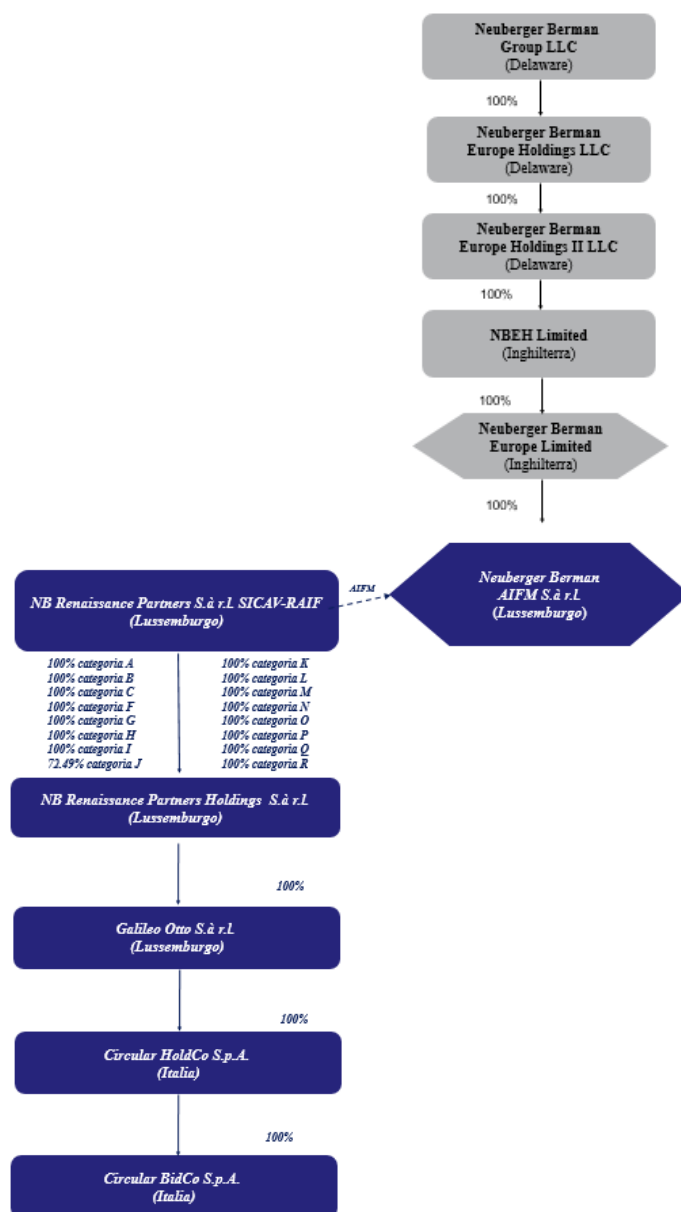 Neuberger Berman
Group LLC
(Delaware)
100%
Neuberger Berman
Europe Holdings LLC
(Delaware)
100%
Neuberger Berman
Europe Holdings II LLC
(Delaware)
100%
NBEH Limited
(Inghilterra)
100%
Neuberger Berman
Europe Limited
(Inghilterra)
100%
Neuberger Berman
AIFM S.à r.l.
(Lussemburgo)
AIFM
NB Renaissance Partners S.à r.l. SICAV-RAIF
(Lussemburgo)
100% categoria A
100% categoria B
100% categoria C
100% categoria F
100% categoria G
100% categoria H
100% categoria I
72.49% categoria J
100% categoria K
100% categoria L
100% categoria M
100% categoria N
100% categoria O
100% categoria P
100% categoria Q
100% categoria R
NB Renaissance Partners Holdings S.à r.l.
(Lussemburgo)
100%
Galileo Otto S.à r.l.
(Lussemburgo)
100%
Circular HoldCo S.p.A.
(Italia)
100%
Circular BidCo S.p.A.
(Italia)